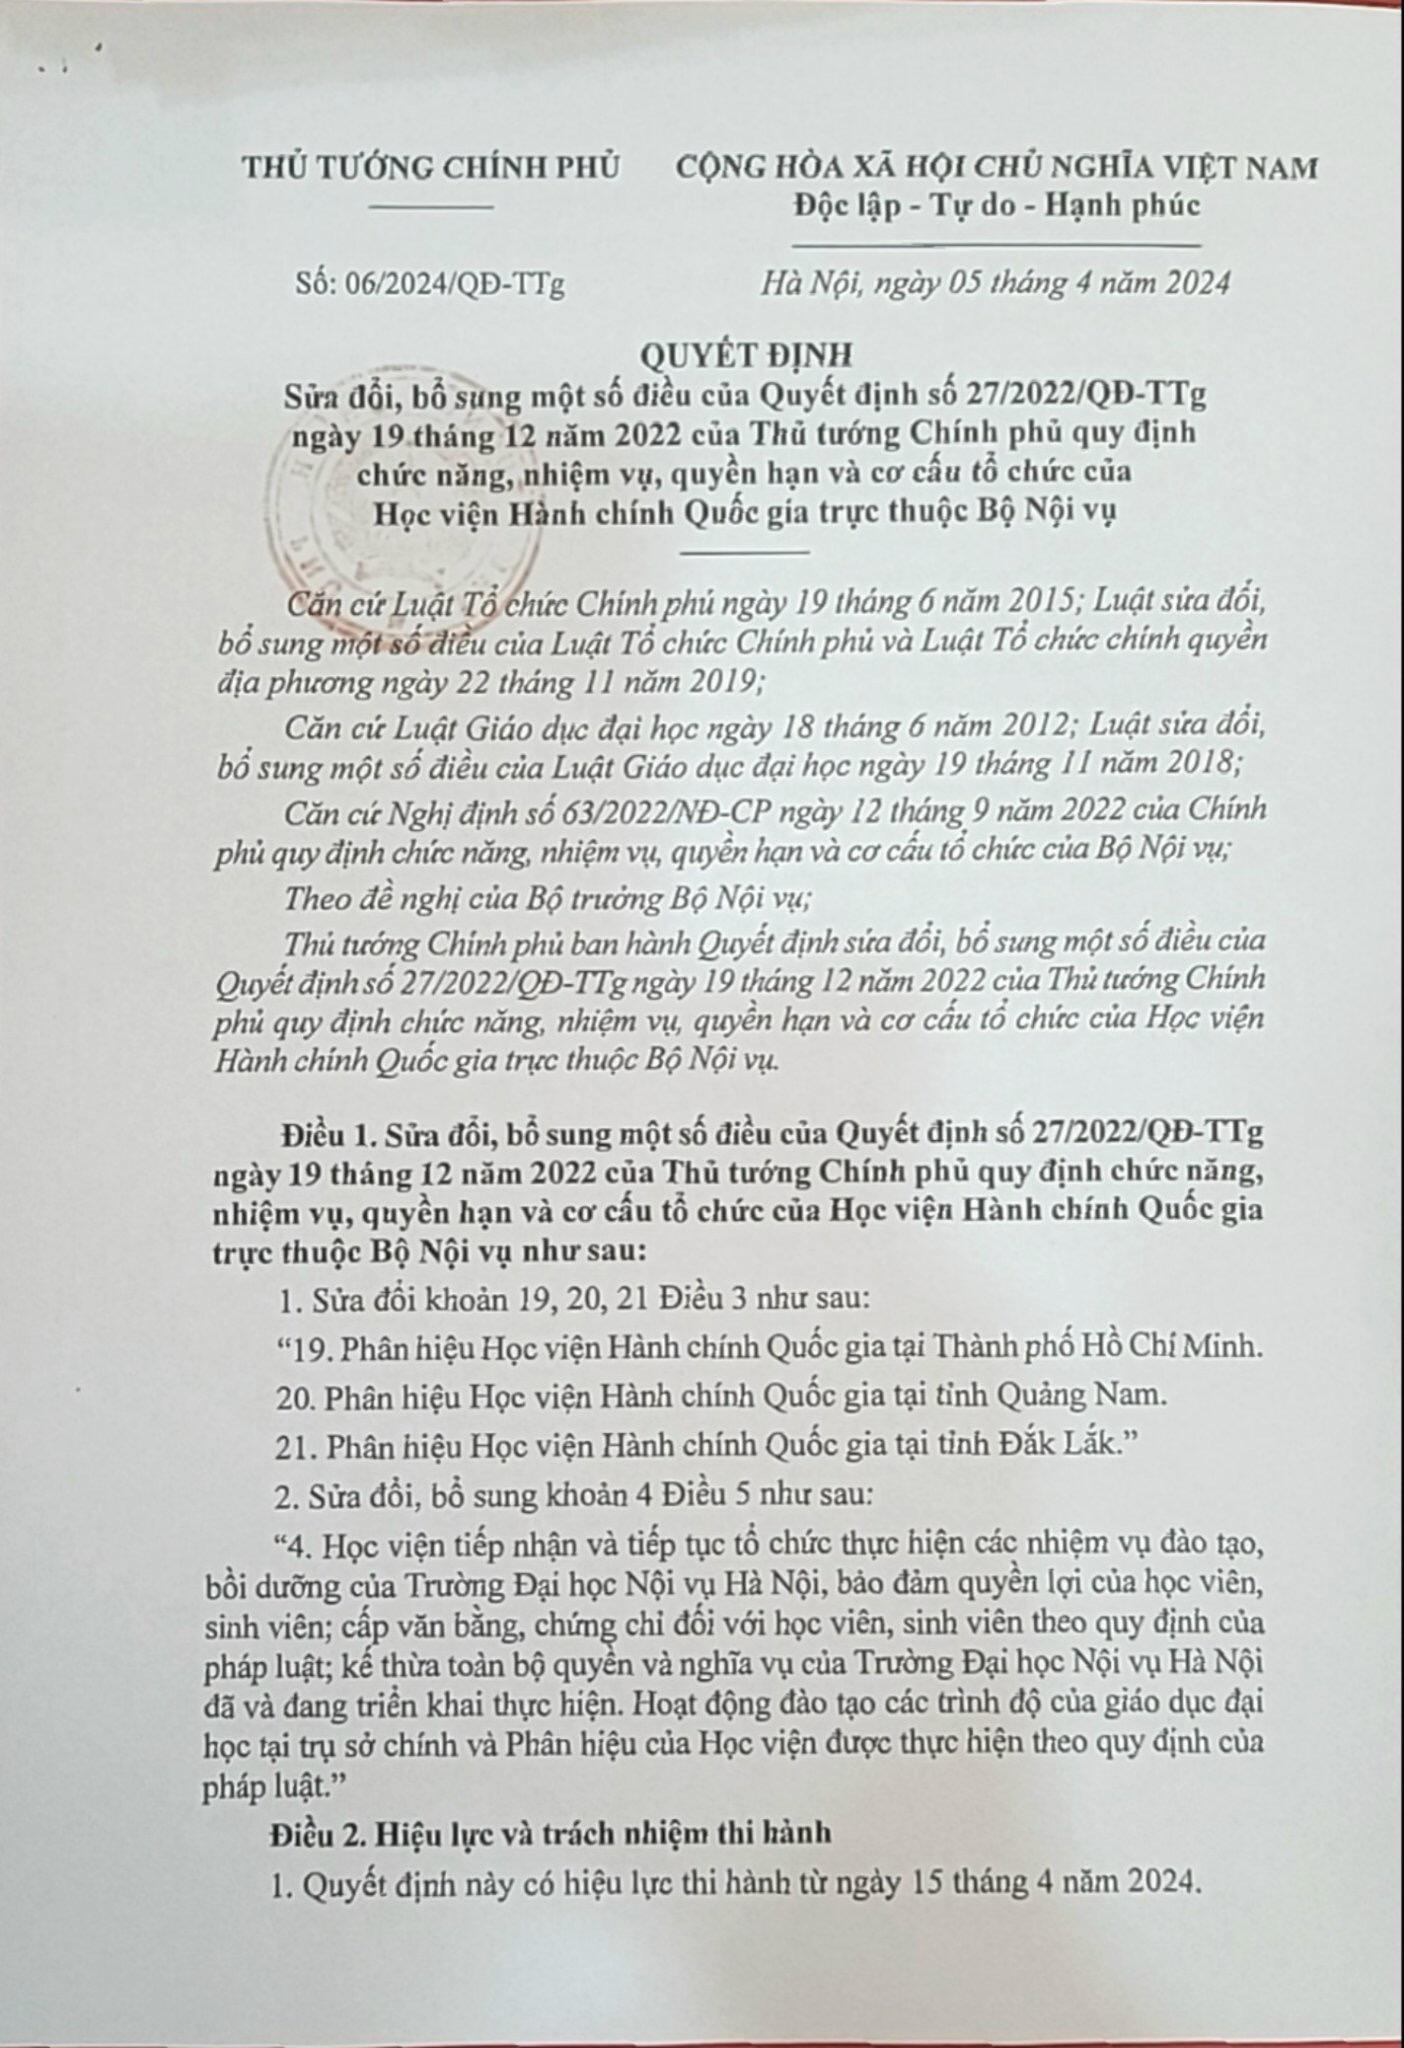 THỦ TƯỚNG CHÍNH PHỦ
CỘNG HÒA XÃ HỘI CHỦ NGHĨA VIỆT NAM
Độc lập - Tự do - Hạnh phúc
Số: 06/2024/QĐ-TTg
Hà Nội, ngày 05 tháng 4 năm 2024
QUYẾT ĐỊNH
Sửa đổi, bổ sung một số điều của Quyết định số 27/2022/QĐ-TTg
ngày 19 tháng 12 năm 2022 của Thủ tướng Chính phủ quy định
chức năng, nhiệm vụ, quyền hạn và cơ cấu tổ chức của
Học viện Hành chính Quốc gia trực thuộc Bộ Nội vụ
Căn cứ Luật Tổ chức Chính phủ ngày 19 tháng 6 năm 2015; Luật sửa đổi,
bổ sung một số điều của Luật Tổ chức Chính phủ và Luật Tổ chức chính quyền
địa phương ngày 22 tháng 11 năm 2019;
Căn cứ Luật Giáo dục đại học ngày 18 tháng 6 năm 2012; Luật sửa đổi,
bổ sung một số điều của Luật Giáo dục đại học ngày 19 tháng 11 năm 2018;
Căn cứ Nghị định số 63/2022/NĐ-CP ngày 12 tháng 9 năm 2022 của Chính
phủ quy định chức năng, nhiệm vụ, quyền hạn và cơ cấu tổ chức của Bộ Nội vụ;
Theo đề nghị của Bộ trưởng Bộ Nội vụ;
Thủ tướng Chính phủ ban hành Quyết định sửa đổi, bổ sung một số điều của
Quyết định số 27/2022/QĐ-TTg ngày 19 tháng 12 năm 2022 của Thủ tướng Chính
phủ quy định chức năng, nhiệm vụ, quyền hạn và cơ cấu tổ chức của Học viện
Hành chính Quốc gia trực thuộc Bộ Nội vụ.
Điều 1. Sửa đổi, bổ sung một số điều của Quyết định số 27/2022/QĐ-TTg
ngày 19 tháng 12 năm 2022 của Thủ tướng Chính phủ quy định chức năng,
nhiệm vụ, quyền hạn và cơ cấu tổ chức của Học viện Hành chính Quốc gia
trực thuộc Bộ Nội vụ như sau:
1. Sửa đổi khoản 19, 20, 21 Điều 3 như sau:
“19. Phân hiệu Học viện Hành chính Quốc gia tại Thành phố Hồ Chí Minh.
20. Phân hiệu Học viện Hành chính Quốc gia tại tỉnh Quảng Nam.
21. Phân hiệu Học viện Hành chính Quốc gia tại tỉnh Đắk Lắk.”
2. Sửa đổi, bổ sung khoản 4 Điều 5 như sau:
“4. Học viện tiếp nhận và tiếp tục tổ chức thực hiện các nhiệm vụ đào tạo,
bồi dưỡng của Trường Đại học Nội vụ Hà Nội, bảo đảm quyền lợi của học viên,
sinh viên; cấp văn bằng, chứng chỉ đối với học viên, sinh viên theo quy định của
pháp luật; kế thừa toàn bộ quyền và nghĩa vụ của Trường Đại học Nội vụ Hà Nội
đã và đang triển khai thực hiện. Hoạt động đào tạo các trình độ của giáo dục đại
học tại trụ sở chính và Phân hiệu của Học viện được thực hiện theo quy định của
pháp luật.”
Điều 2. Hiệu lực và trách nhiệm thi hành
1. Quyết định này có hiệu lực thi hành từ ngày 15 tháng 4 năm 2024.